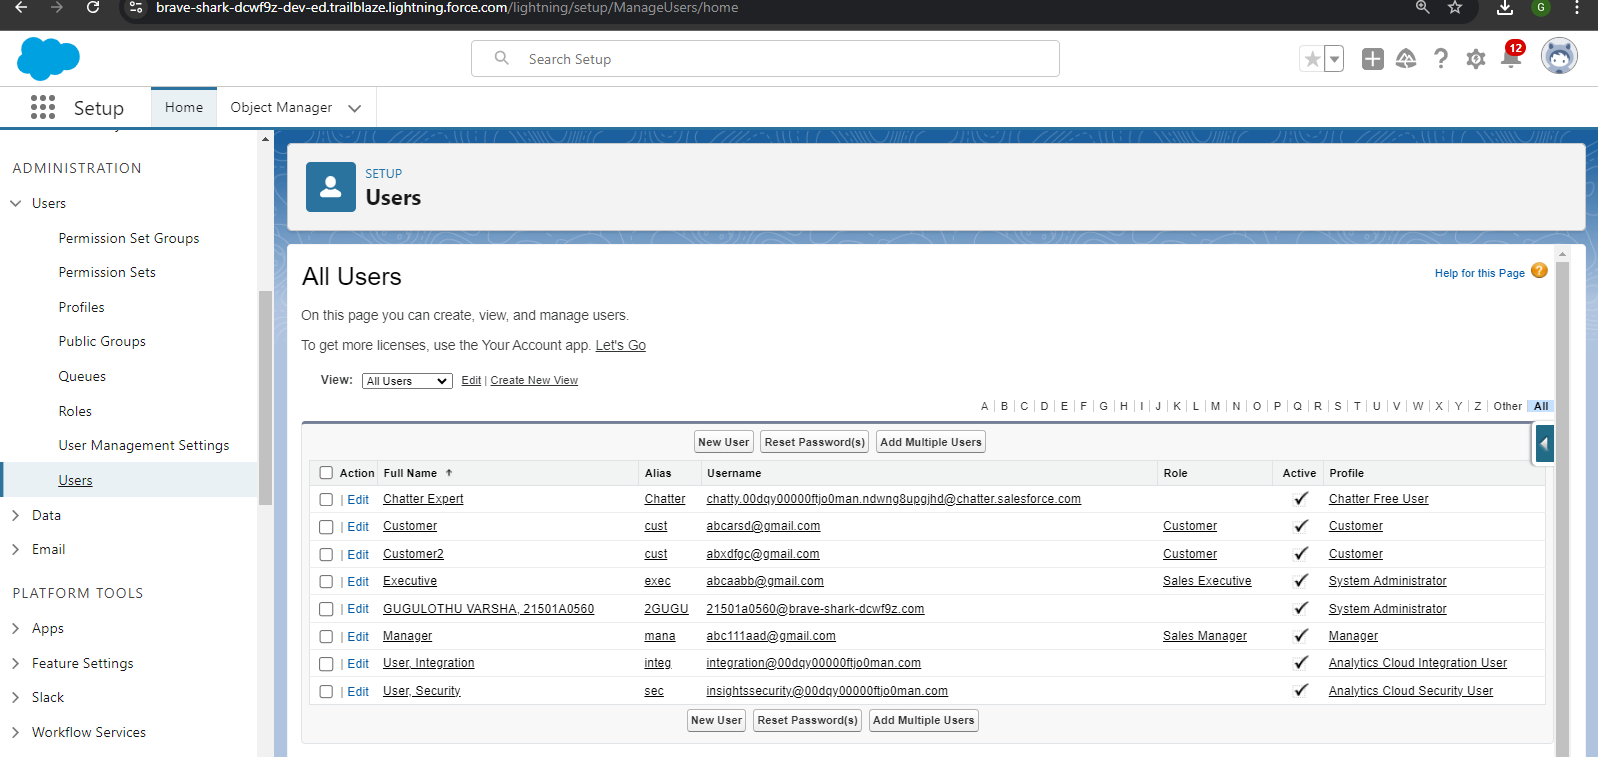 brave-shark-dcwf9z-dev-ed.trailblaze.lightning.force.com/lightning/setup/ManageUsers/home
G
Search Setup
12
Setup
Home
Object Manager
ADMINISTRATION
Users
Permission Set Groups
Permission Sets
Profiles
Public Groups
Queues
Roles
User Management Settings
Users
Data
Email
PLATFORM TOOLS
Apps
Feature Settings
Slack
Workflow Services
SETUP
Users
All Users
Help for this Page ?
On this page you can create, view, and manage users.
To get more licenses, use the Your Account app. Let's Go
View: All Users Edit | Create New View
A | B | C | D | E | F | G | H | I | J | K | L | M | N | O | P | Q | R | S | T | U | V | W | X | Y | Z | Other | All
New User Reset Password(s) Add Multiple Users
Action Full Name ↑ Alias Username Role Active Profile
| Edit Chatter Expert Chatter chatty.00dqy00000ftjo0man.ndwng8upgjhd@chatter.salesforce.com ✓ Chatter Free User
| Edit Customer cust abcarsd@gmail.com Customer ✓ Customer
| Edit Customer2 cust abxdfgc@gmail.com Customer ✓ Customer
| Edit Executive exec abcaabb@gmail.com Sales Executive ✓ System Administrator
| Edit GUGULOTHU VARSHA, 21501A0560 2GUGU 21501a0560@brave-shark-dcwf9z.com ✓ System Administrator
| Edit Manager mana abc111aad@gmail.com Sales Manager ✓ Manager
| Edit User, Integration integ integration@00dqy00000ftjo0man.com ✓ Analytics Cloud Integration User
| Edit User, Security sec insightssecurity@00dqy00000ftjo0man.com ✓ Analytics Cloud Security User
New User Reset Password(s) Add Multiple Users